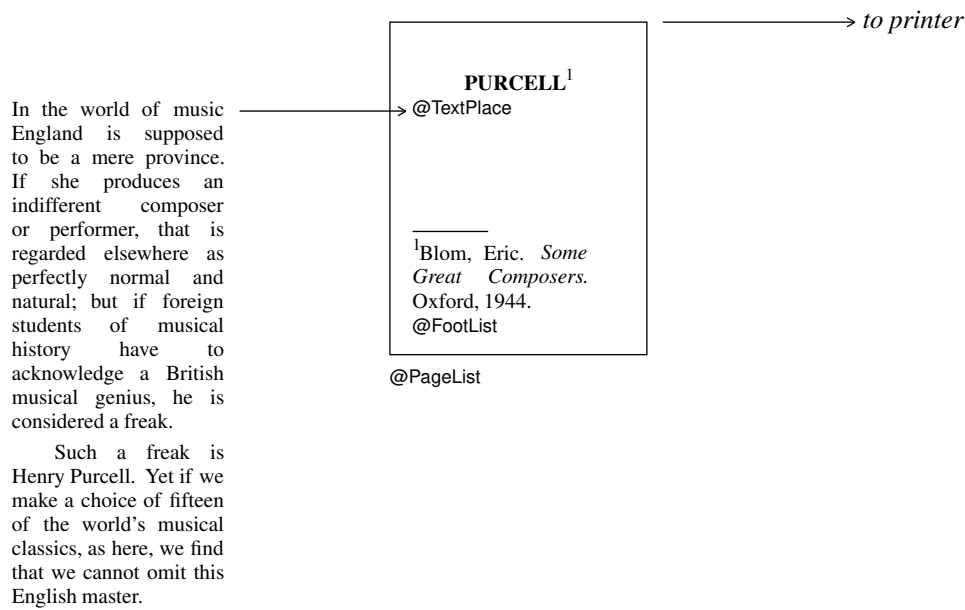 to printer
PURCELL1
@TextPlace
In the world of music
England is supposed
to be a mere province.
If she produces an
indifferent composer
or performer, that is
regarded elsewhere as
perfectly normal and
natural; but if foreign
students of musical
history have to
acknowledge a British
musical genius, he is
considered a freak.
Such a freak is
Henry Purcell. Yet if we
make a choice of fifteen
of the world's musical
classics, as here, we find
that we cannot omit this
English master.
1Blom, Eric. Some
Great Composers.
Oxford, 1944.
@FootList
@PageList